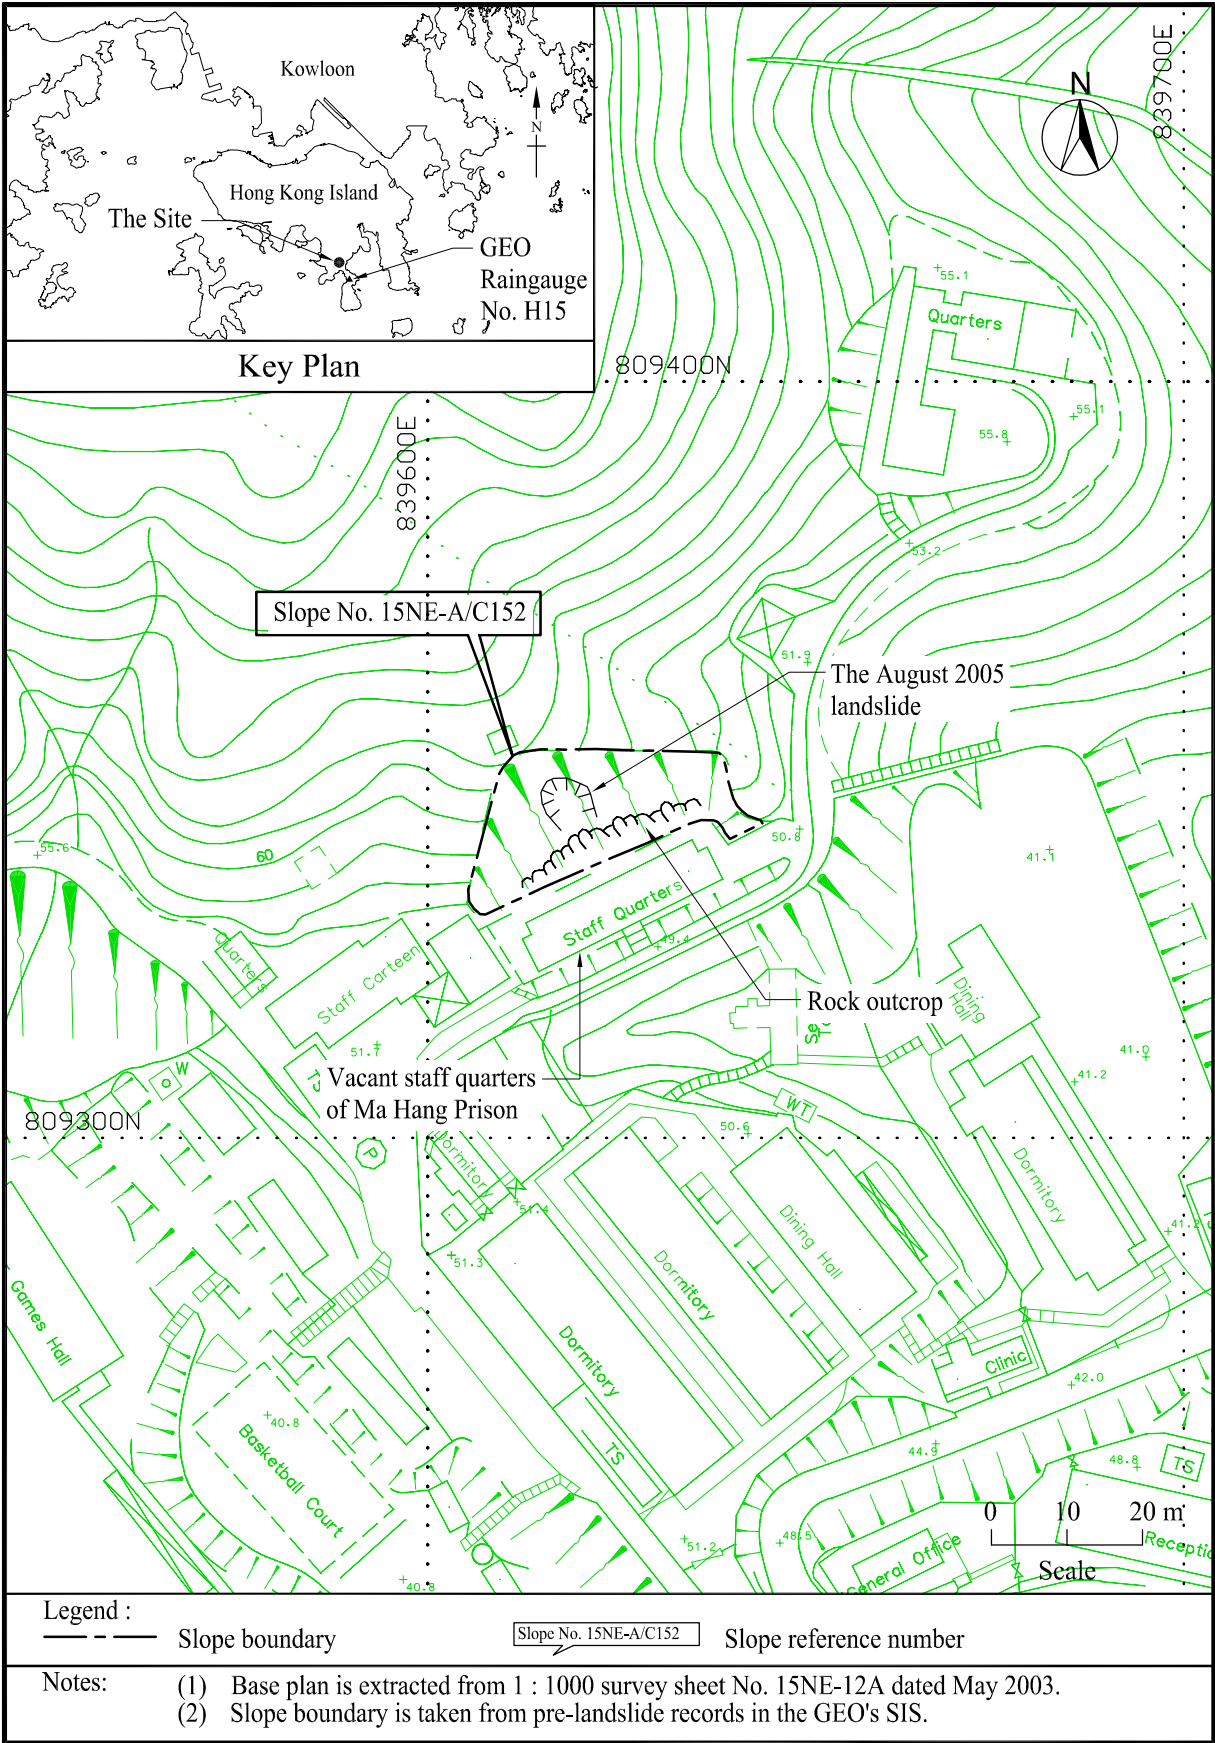 Kowloon
N
Hong Kong Island
The Site
GEO
Raingauge
No. H15
Key Plan
N
839700E
55.1
Quarters
809400N
55.1
55.8
839600E
53.2
Slope No. 15NE-A/C152
51.9
The August 2005
landslide
50.8
55.6
60
41.1
Staff Quarters
49.4
Quarters
Staff Canteen
Rock outcrop
Dining
Hall
51.7
TS
W
41.0
41.2
Vacant staff quarters
of Ma Hang Prison
WT
809300N
50.6
P
Dormitory
Dormitory
51.4
41.2
51.3
Dining Hall
Dormitory
Games Hall
Dormitory
Clinic
42.0
40.8
Basketball Court
TS
44.9
48.8
TS
0 10 20 m
48.5
51.2
General Office
Scale
40.8
Legend :
Slope boundary
Slope No. 15NE-A/C152
Slope reference number
Notes:
(1) Base plan is extracted from 1 : 1000 survey sheet No. 15NE-12A dated May 2003.
(2) Slope boundary is taken from pre-landslide records in the GEO's SIS.